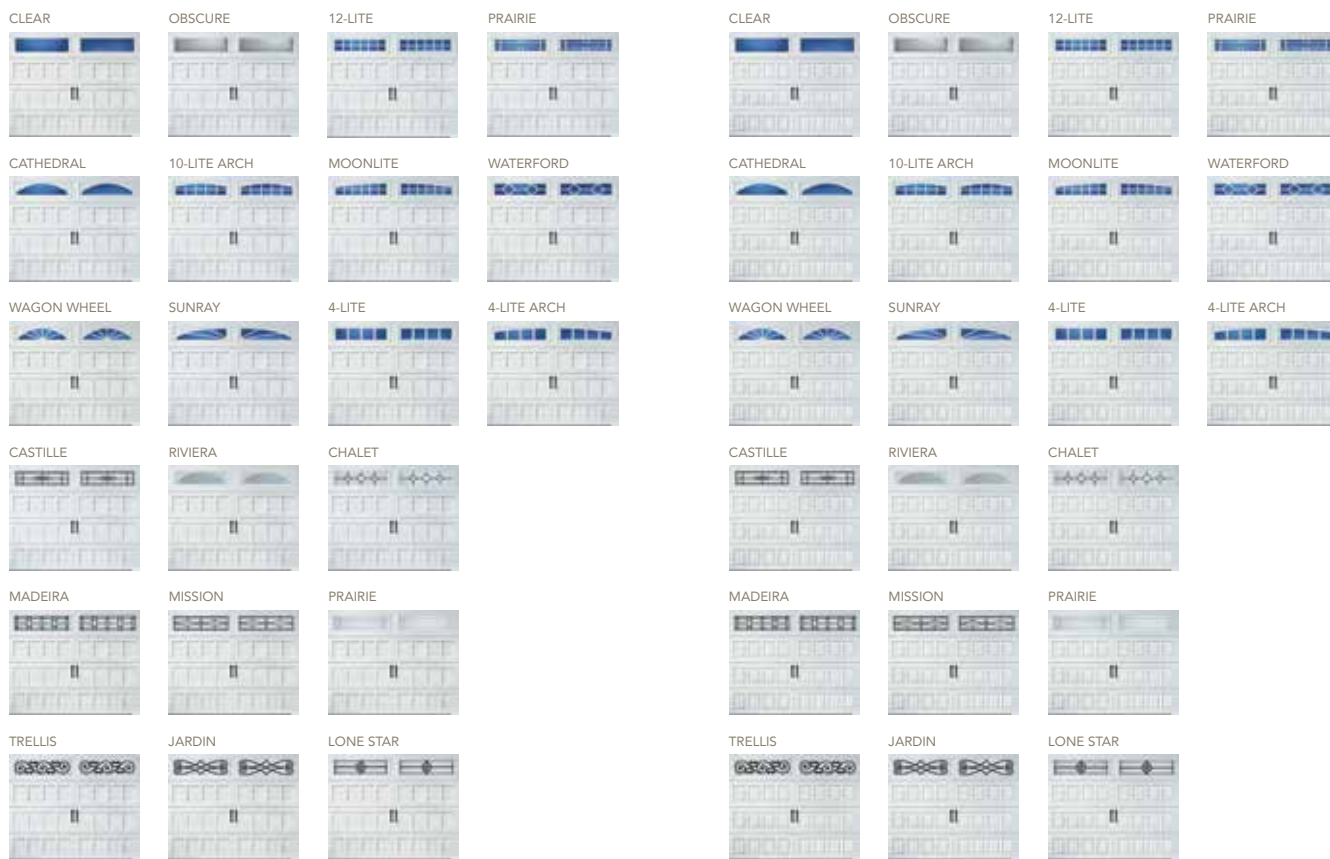 CLEAR OBSCURE 12-LITE PRAIRIE
CATHEDRAL 10-LITE ARCH MOONLITE WATERFORD
WAGON WHEEL SUNRAY 4-LITE 4-LITE ARCH
CASTILLE RIVIERA CHALET
MADEIRA MISSION PRAIRIE
TRELLIS JARDIN LONE STAR
CLEAR OBSCURE 12-LITE PRAIRIE
CATHEDRAL 10-LITE ARCH MOONLITE WATERFORD
WAGON WHEEL SUNRAY 4-LITE 4-LITE ARCH
CASTILLE RIVIERA CHALET
MADEIRA MISSION PRAIRIE
TRELLIS JARDIN LONE STAR